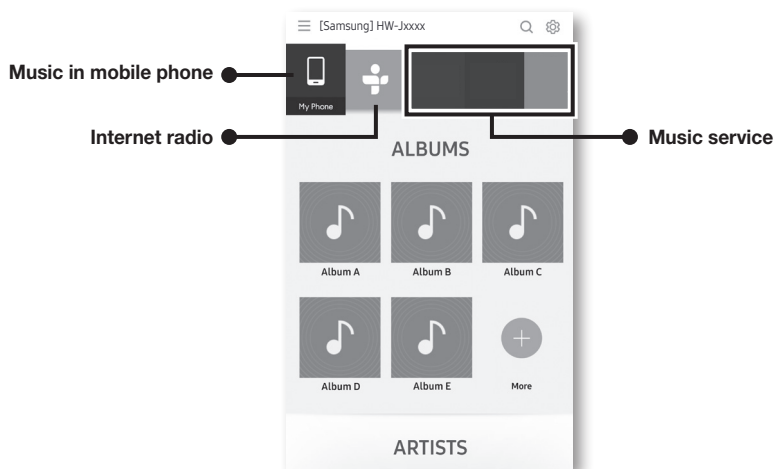 [Samsung] HW-Jxxxx
Music in mobile phone
My Phone
Internet radio
Music service
ALBUMS
Album A Album B Album C
Album D Album E More
ARTISTS